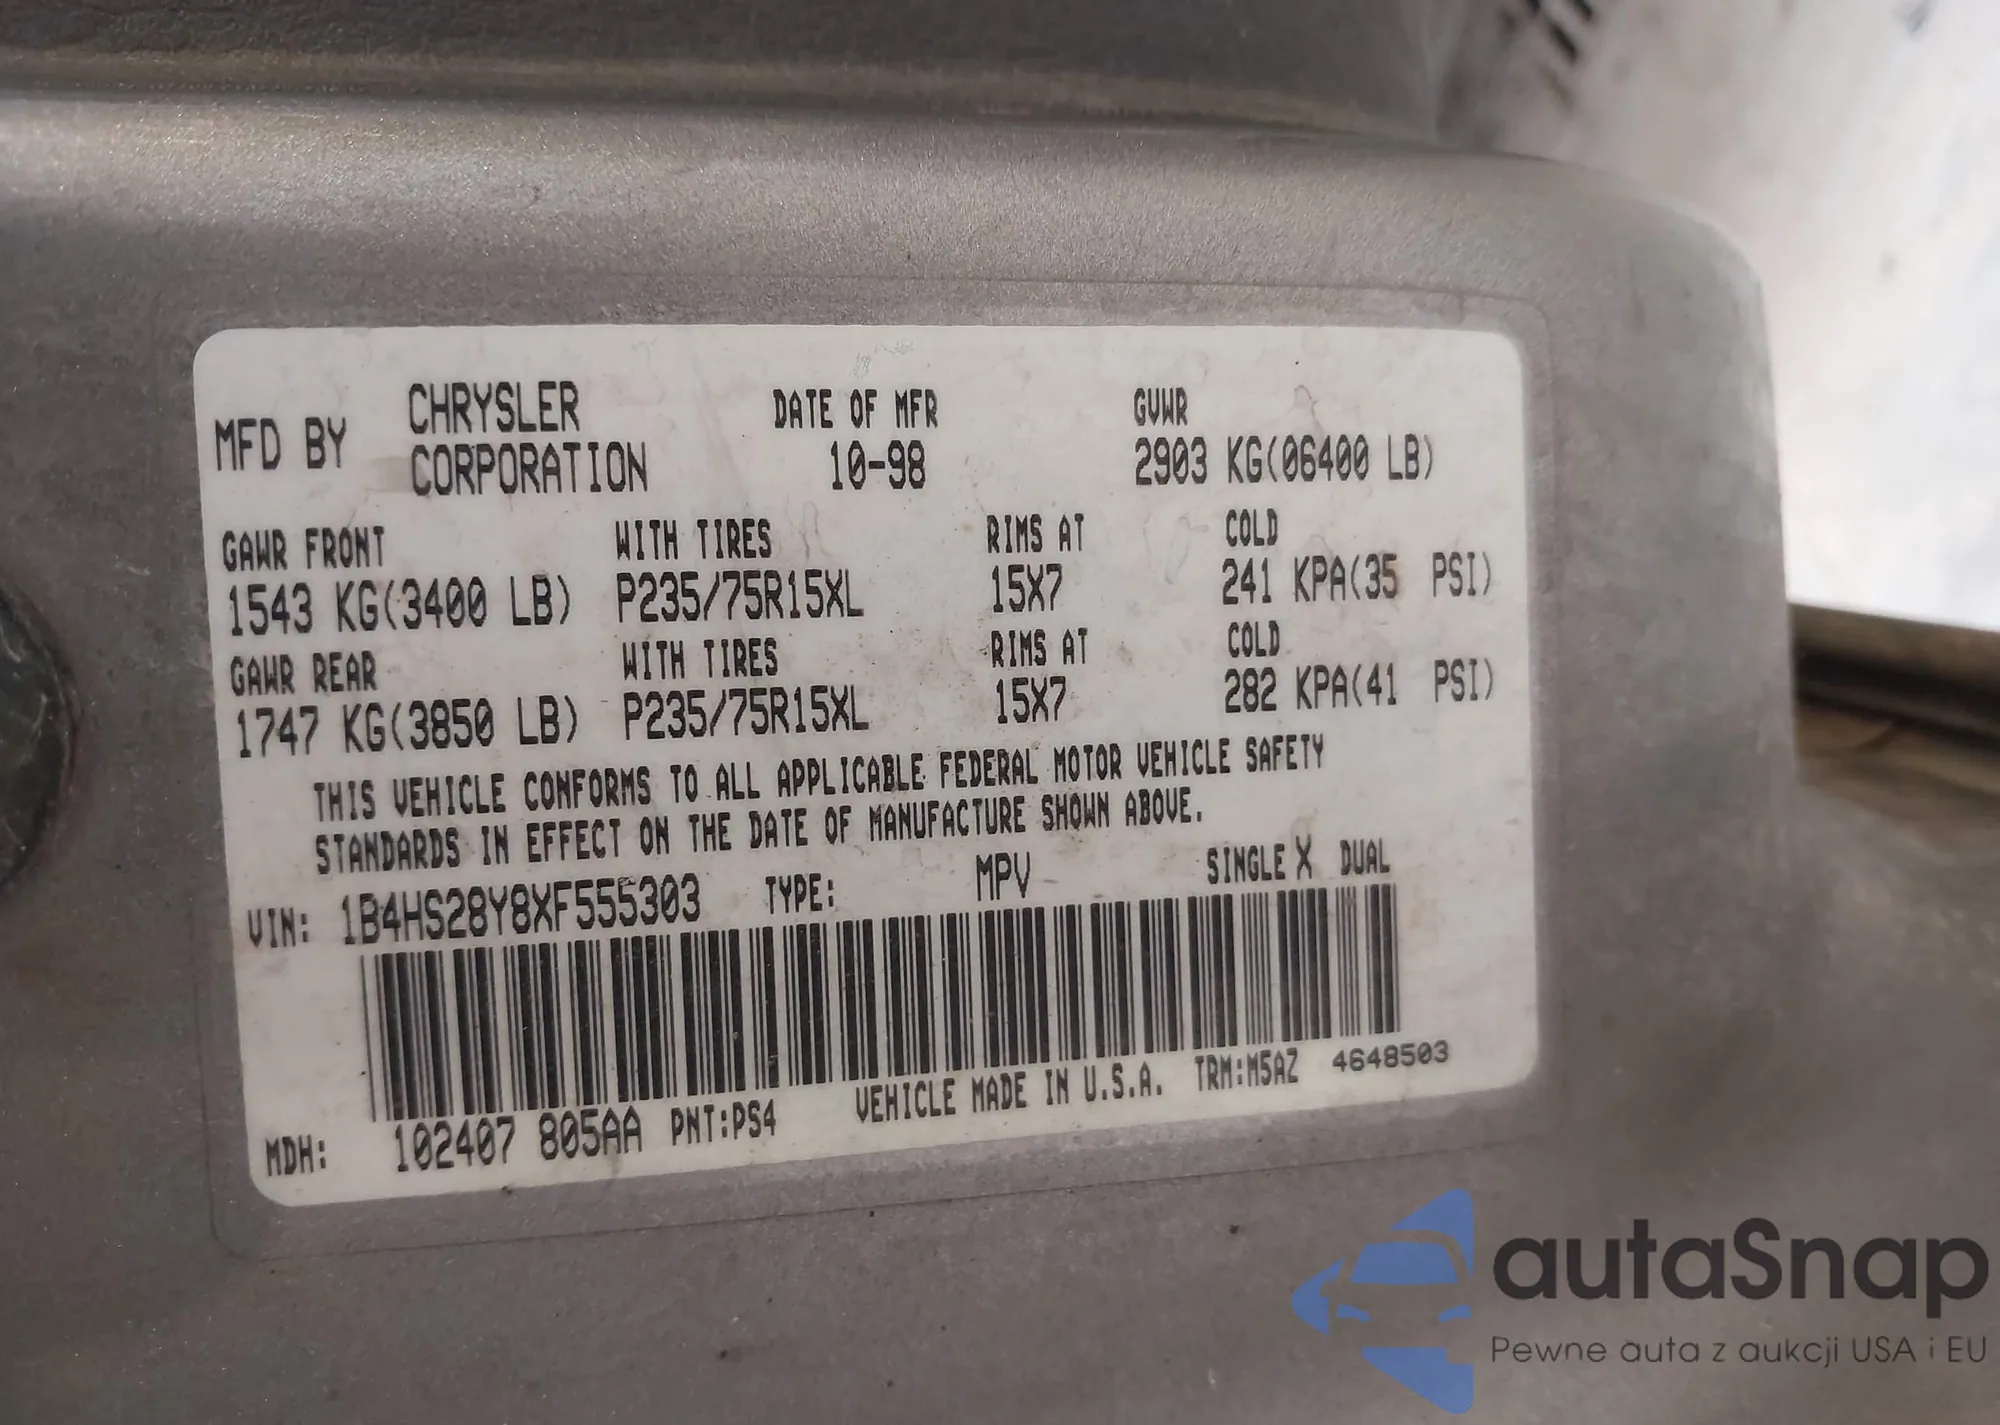 MFD BY CHRYSLER CORPORATION DATE OF MFR 10-98 GVWR 2903 KG(06400 LB)
GAWR FRONT WITH TIRES RIMS AT COLD
1543 KG(3400 LB) P235/75R15XL 15X7 241 KPA(35 PSI)
GAWR REAR WITH TIRES RIMS AT COLD
1747 KG(3850 LB) P235/75R15XL 15X7 282 KPA(41 PSI)
THIS VEHICLE CONFORMS TO ALL APPLICABLE FEDERAL MOTOR VEHICLE SAFETY
STANDARDS IN EFFECT ON THE DATE OF MANUFACTURE SHOWN ABOVE.
VIN: 1B4HS28Y8XF555303 TYPE: MPV SINGLE X DUAL
MDH: 102407 805AA PNT:PS4 VEHICLE MADE IN U.S.A. TRM:M5AZ 4648503
autaSnap
Pewne auta z aukcji USA i EU